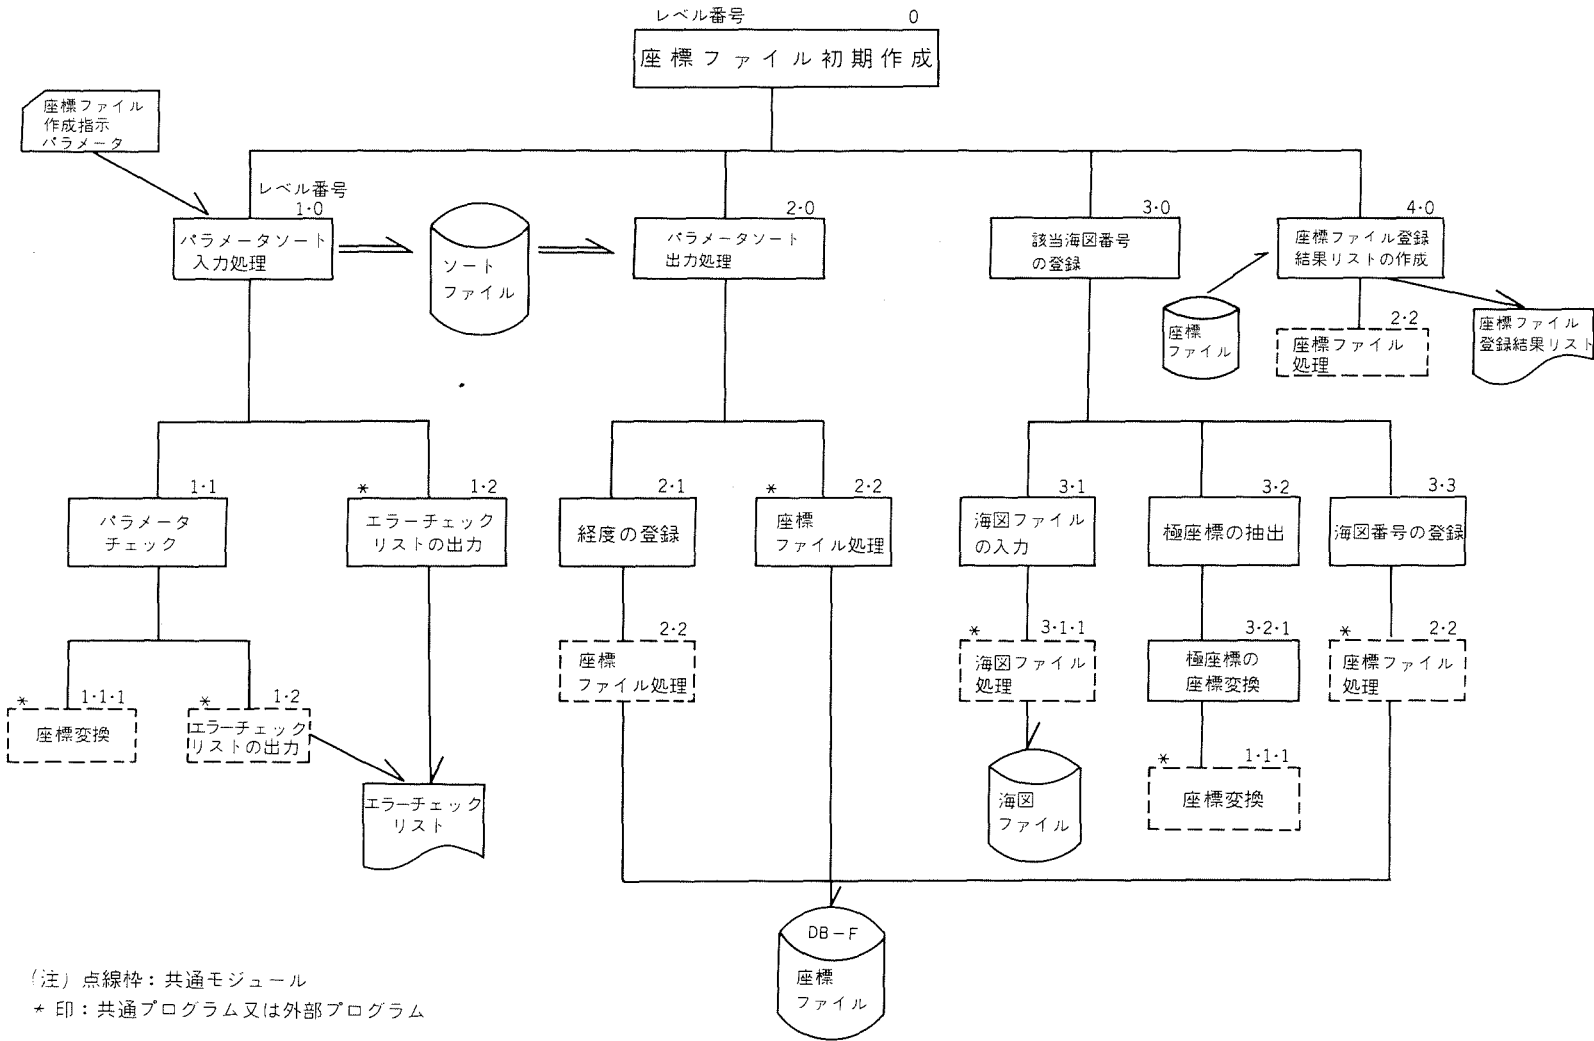 レベル番号 0
座標ファイル初期作成
座標ファイル
作成指示
パラメータ
レベル番号
1・0
パラメータソート
入力処理
ソート
ファイル
2・0
パラメータソート
出力処理
3・0
該当海図番号
の登録
4・0
座標ファイル登録
結果リストの作成
座標
ファイル
2・2
座標ファイル
処理
座標ファイル
登録結果リスト
1・1
パラメータ
チェック
* 1・2
エラーチェック
リストの出力
2・1
経度の登録
* 2・2
座標
ファイル処理
3・1
海図ファイル
の入力
3・2
極座標の抽出
3・3
海図番号の登録
* 1・1・1
座標変換
* 1・2
エラーチェック
リストの出力
2・2
座標
ファイル処理
* 3・1・1
海図ファイル
処理
3・2・1
極座標の
座標変換
* 2・2
座標ファイル
処理
エラーチェック
リスト
海図
ファイル
* 1・1・1
座標変換
DB-F
座標
ファイル
(注) 点線枠：共通モジュール
* 印：共通プログラム又は外部プログラム